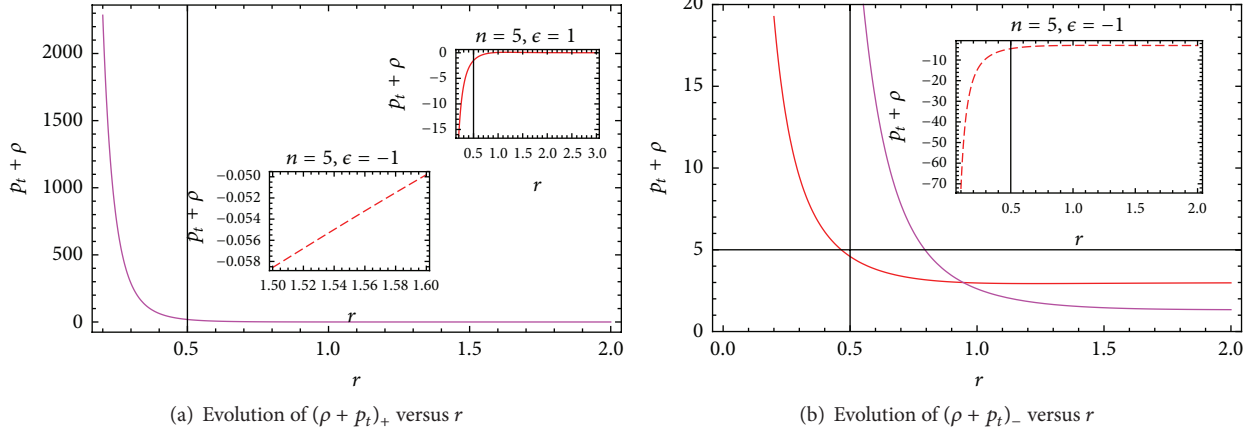 2000
1500
1000
500
0
p_t + ρ
0.5
1.0
1.5
2.0
r
n = 5, ϵ = 1
0
−5
−10
−15
p_t + ρ
0.5 1.0 1.5 2.0 2.5 3.0
r
n = 5, ϵ = −1
−0.050
−0.052
−0.054
−0.056
−0.058
p_t + ρ
1.50 1.52 1.54 1.56 1.58 1.60
r
(a) Evolution of (ρ + p_t)_+ versus r
20
15
10
5
0
p_t + ρ
0.0 0.5 1.0 1.5 2.0
r
n = 5, ϵ = −1
−10
−20
−30
−40
−50
−60
−70
p_t + ρ
0.5 1.0 1.5 2.0
r
(b) Evolution of (ρ + p_t)_− versus r